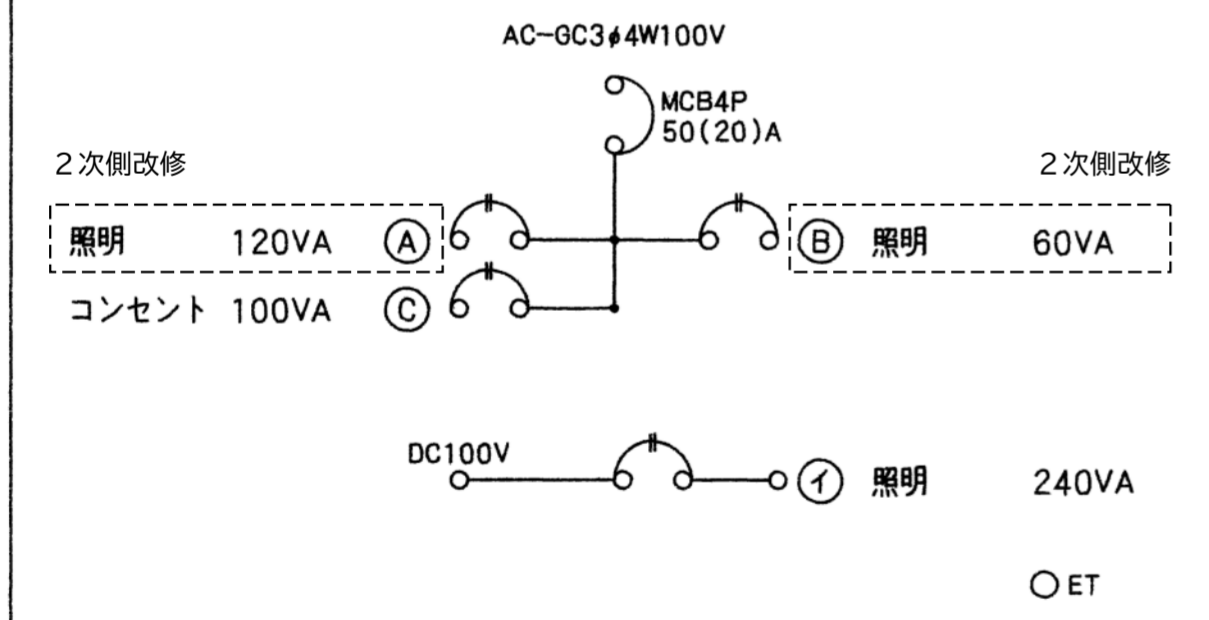 AC-GC3φ4W100V
MCB4P
50(20)A
2次側改修
2次側改修
照明 120VA Ⓐ
Ⓑ 照明 60VA
コンセント 100VA Ⓒ
DC100V
㋑ 照明 240VA
ET